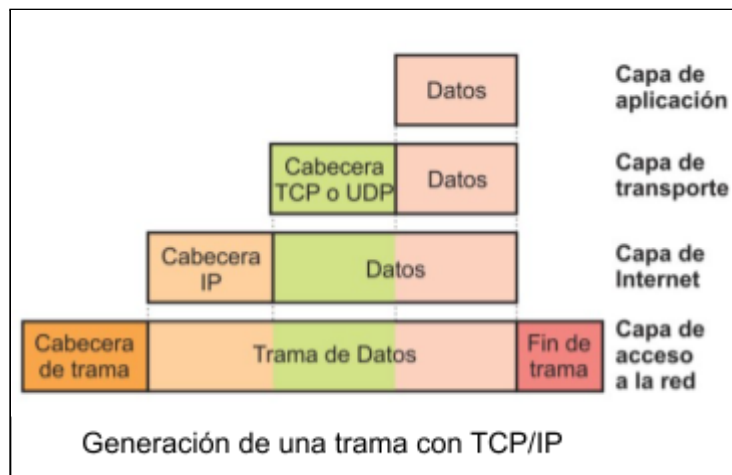 Datos
Capa de
aplicación
Cabecera
TCP o UDP
Datos
Capa de
transporte
Cabecera
IP
Datos
Capa de
Internet
Cabecera
de trama
Trama de Datos
Fin de
trama
Capa de
acceso
a la red
Generación de una trama con TCP/IP